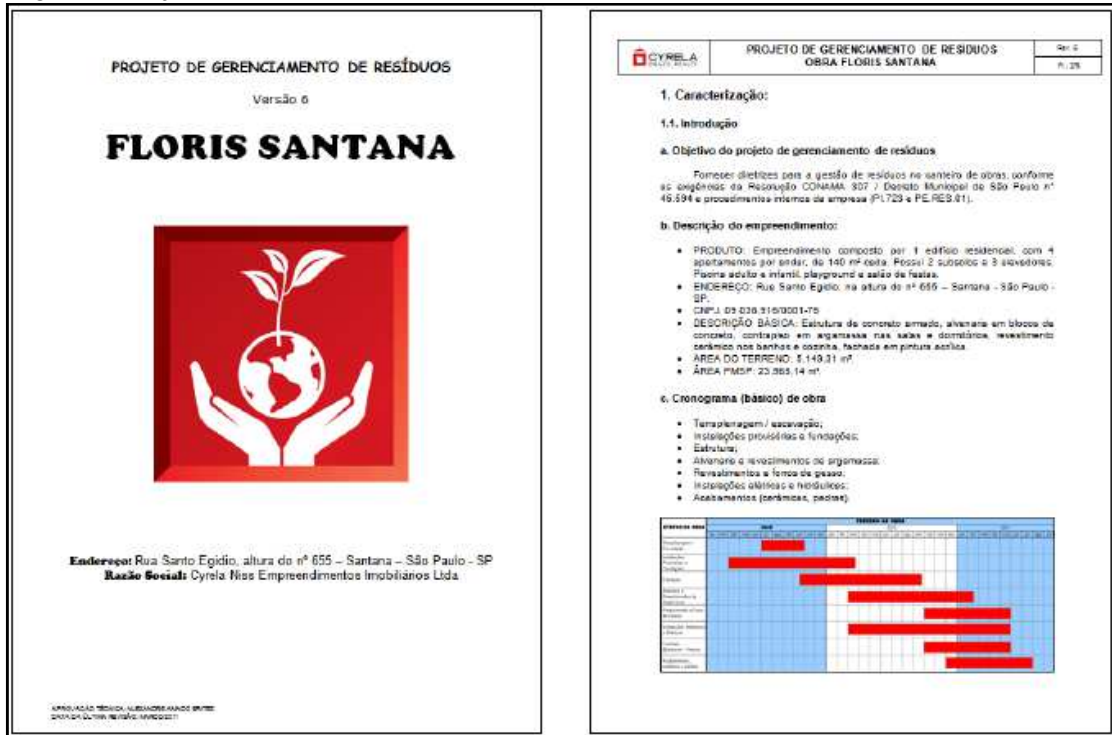 PROJETO DE GERENCIAMENTO DE RESÍDUOS
Versão 6
FLORIS SANTANA
Endereço: Rua Santo Egidio, altura do nº 655 – Santana – São Paulo - SP
Razão Social: Cyrela Niss Empreendimentos Imobiliários Ltda
CYRELA
PROJETO DE GERENCIAMENTO DE RESIDUOS
OBRA FLORIS SANTANA
1. Caracterização:
1.1. Introdução
a. Objetivo do projeto de gerenciamento de resíduos
Fornecer diretrizes para a gestão de resíduos no canteiro de obras, conforme
as exigências da Resolução CONAMA 307 / Decreto Municipal de São Paulo nº
46.594 e procedimentos internos da empresa (PI.723 e PE.RES.01).
b. Descrição do empreendimento:
• PRODUTO: Empreendimento composto por 1 edifício residencial, com 4
apartamentos por andar, de 140 m² cada. Possui 2 subsolos e 3 elevadores.
Piscina adulto e infantil, playground e salão de festas.
• ENDEREÇO: Rua Santo Egidio, na altura do nº 655 – Santana - São Paulo -
SP.
• CNPJ:
• DESCRIÇÃO BÁSICA: Estrutura de concreto armado, alvenaria em blocos de
concreto, contrapiso em argamassa nas salas e dormitórios, revestimento
cerâmico nos banhos e cozinha, fachada em pintura acrílica.
• ÁREA DO TERRENO:
• ÁREA PMSP:
c. Cronograma (básico) de obra
• Terraplenagem / escavação;
• Instalações provisórias e fundações;
• Estrutura;
• Alvenaria e revestimentos de argamassa;
• Revestimentos e forros de gesso;
• Instalações elétricas e hidráulicas;
• Acabamentos (cerâmicas, pedras).